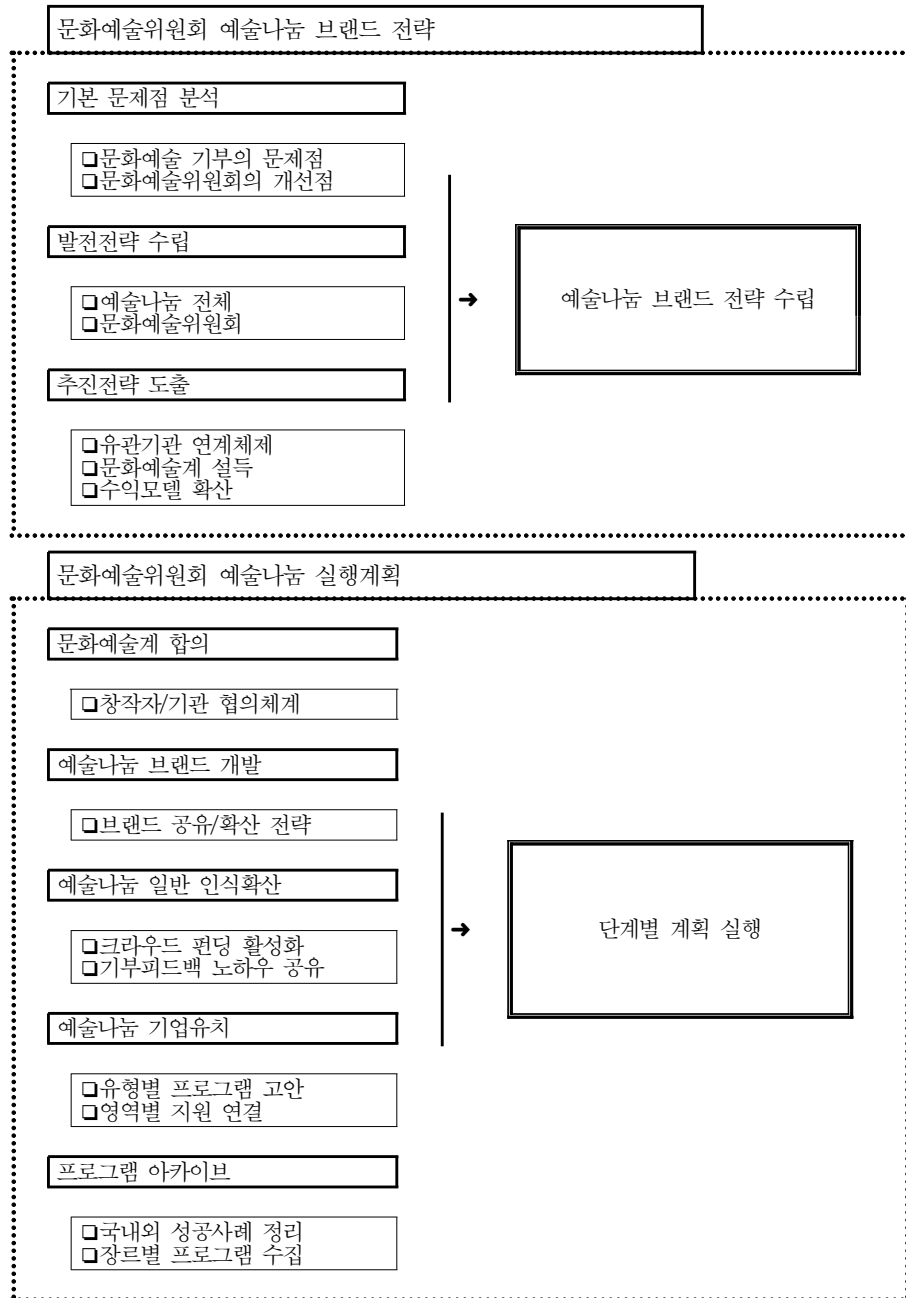 문화예술위원회 예술나눔 브랜드 전략
기본 문제점 분석
❏문화예술 기부의 문제점
❏문화예술위원회의 개선점
발전전략 수립
❏예술나눔 전체
❏문화예술위원회
➜
예술나눔 브랜드 전략 수립
추진전략 도출
❏유관기관 연계체제
❏문화예술계 설득
❏수익모델 확산
문화예술위원회 예술나눔 실행계획
문화예술계 합의
❏창작자/기관 협의체계
예술나눔 브랜드 개발
❏브랜드 공유/확산 전략
예술나눔 일반 인식확산
❏크라우드 펀딩 활성화
❏기부피드백 노하우 공유
➜
단계별 계획 실행
예술나눔 기업유치
❏유형별 프로그램 고안
❏영역별 지원 연결
프로그램 아카이브
❏국내외 성공사례 정리
❏장르별 프로그램 수집